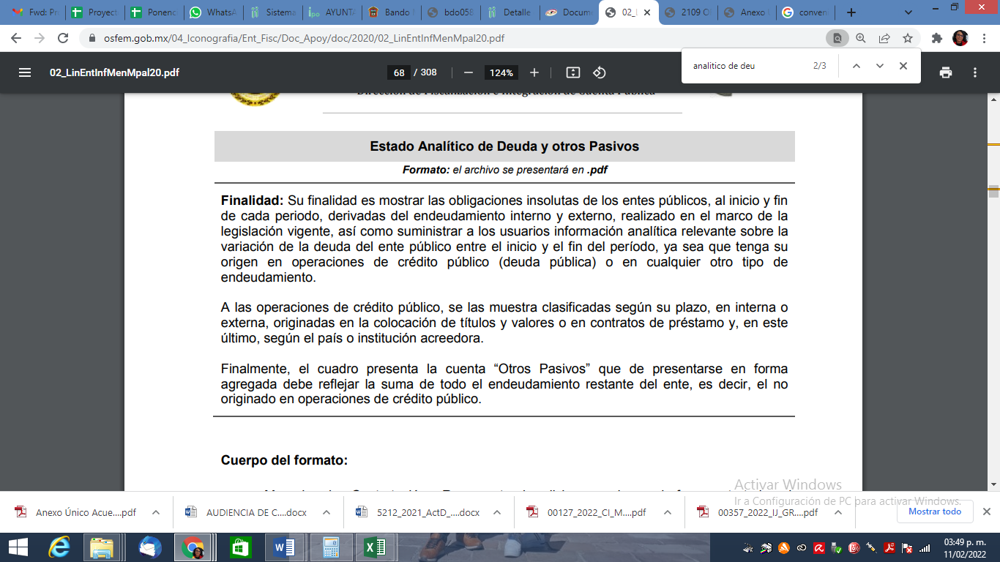 Fwd: Pr
Proyect
Ponenc
WhatsA
Sistema
AYUNTA
Bando
bdo058
Detalle
Docum
02_
2109 O
Anexo
conven
osfem.gob.mx/04_Iconografia/Ent_Fisc/Doc_Apoy/doc/2020/02_LinEntInfMenMpal20.pdf
analitico de deu 2/3
02_LinEntInfMenMpal20.pdf 68 / 308 124%
Dirección de Fiscalización e Integración de Cuenta Pública
Estado Analítico de Deuda y otros Pasivos
Formato: el archivo se presentará en .pdf
Finalidad: Su finalidad es mostrar las obligaciones insolutas de los entes públicos, al inicio y fin
de cada periodo, derivadas del endeudamiento interno y externo, realizado en el marco de la
legislación vigente, así como suministrar a los usuarios información analítica relevante sobre la
variación de la deuda del ente público entre el inicio y el fin del período, ya sea que tenga su
origen en operaciones de crédito público (deuda pública) o en cualquier otro tipo de
endeudamiento.
A las operaciones de crédito público, se las muestra clasificadas según su plazo, en interna o
externa, originadas en la colocación de títulos y valores o en contratos de préstamo y, en este
último, según el país o institución acreedora.
Finalmente, el cuadro presenta la cuenta “Otros Pasivos” que de presentarse en forma
agregada debe reflejar la suma de todo el endeudamiento restante del ente, es decir, el no
originado en operaciones de crédito público.
Cuerpo del formato:
Activar Windows
Ir a Configuración de PC para activar Windows.
Anexo Único Acue....pdf
AUDIENCIA DE C....docx
5212_2021_ActD_....docx
00127_2022_CI_M....pdf
00357_2022_IJ_GR....pdf
Mostrar todo
03:49 p. m.
11/02/2022